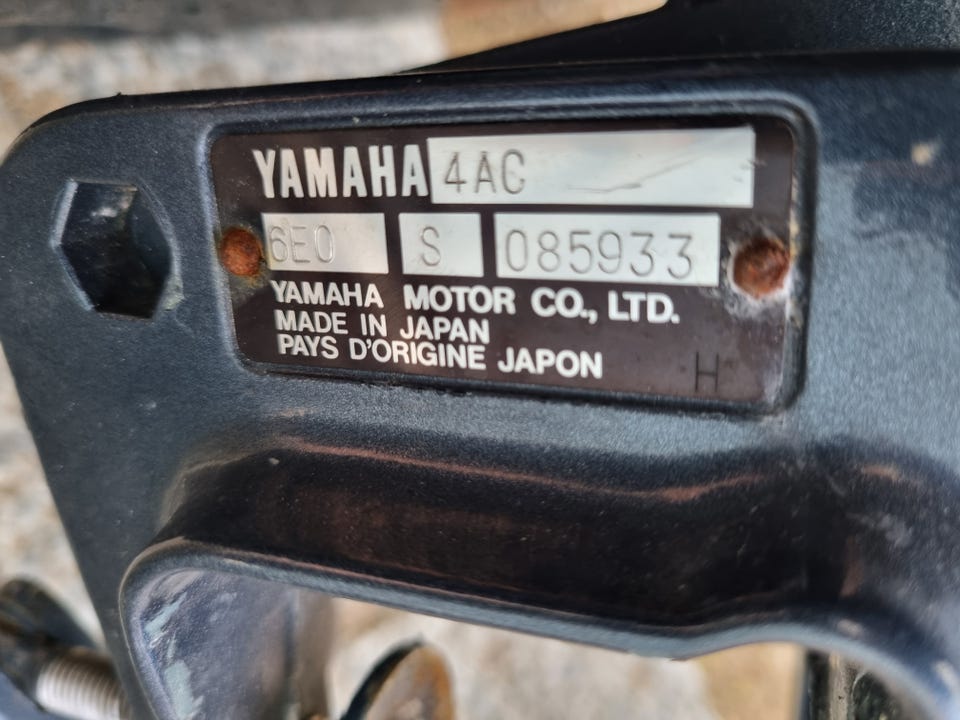 YAMAHA 4AC
6E0 S 085933
YAMAHA MOTOR CO., LTD.
MADE IN JAPAN
PAYS D'ORIGINE JAPON
H